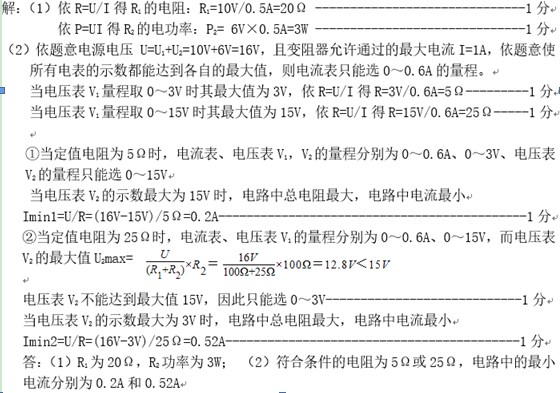 解:(1)依 R=U/I 得 R₁的电阻: R₁=10V/0.5A=20Ω ————————————1 分
依 P=UI 得 R₂的电功率: P₂= 6V×0.5A=3W ————————————1 分
(2)依题意电源电压 U=U₁+U₂=10V+6V=16V,且变阻器允许通过的最大电流 I=1A,依题意使
所有电表的示数都能达到各自的最大值,则电流表只能选 0~0.6A 的量程。
当电压表 V₁量程取 0~3V 时其最大值为 3V,依 R=U/I 得 R=3V/0.6A=5Ω————————1 分
当电压表 V₁量程取 0~15V 时其最大值为 15V,依 R=U/I 得 R=15V/0.6A=25Ω—————1 分
①当定值电阻为 5Ω时,电流表、电压表 V₁,V₂的量程分别为 0~0.6A、0~3V、电压表
V₂的量程只能选 0~15V
当电压表 V₂的示数最大为 15V 时,电路中总电阻最大,电路中电流最小
Imin1=U/R=(16V-15V)/5Ω=0.2A————————————————————1 分
②当定值电阻为 25Ω时,电流表、电压表 V₁的量程分别为 0~0.6A、0~15V,而电压表
V₂的最大值 U₂max= U/(R₁+R₂)×R₂=16V/(100Ω+25Ω)×100Ω=12.8V<15V
电压表 V₂不能达到最大值 15V,因此只能选 0~3V————————————1 分
当电压表 V₂的示数最大为 3V 时,电路中总电阻最大,电路中电流最小
Imin2=U/R=(16V-3V)/25Ω=0.52A————————————————————1 分
答:(1)R₁为 20Ω,R₂功率为 3W; (2)符合条件的电阻为 5Ω或 25Ω,电路中的最小
电流分别为 0.2A 和 0.52A